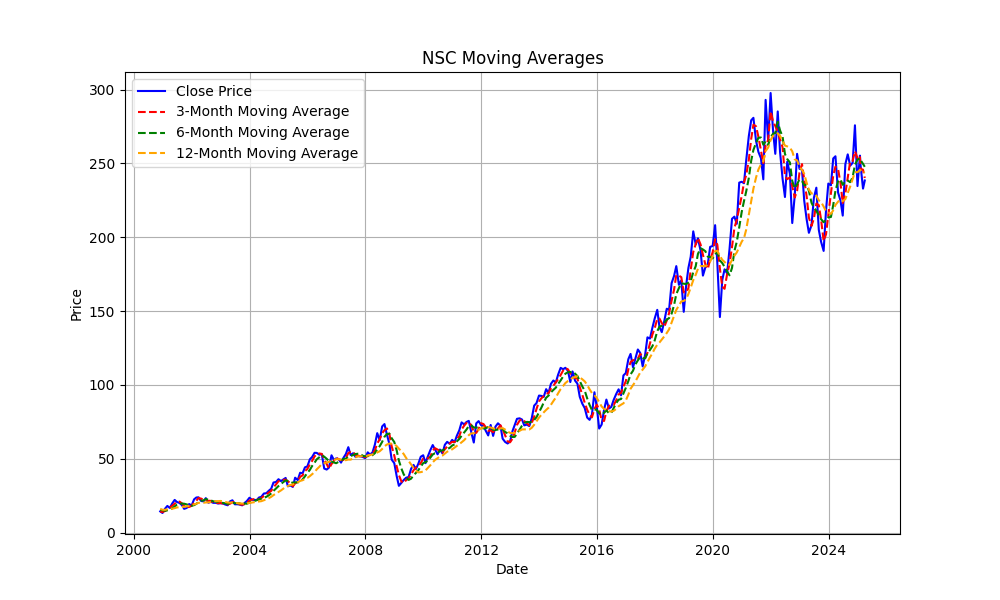 NSC Moving Averages
Close Price
3-Month Moving Average
6-Month Moving Average
12-Month Moving Average
Price
300
250
200
150
100
50
0
2000 2004 2008 2012 2016 2020 2024
Date